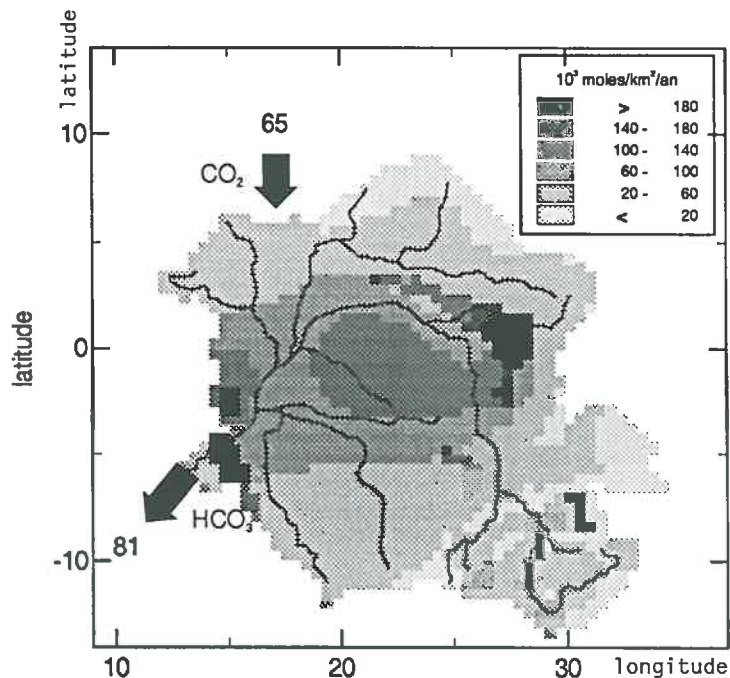 latitude
10
0
-10
latitude
10³ moles/km²/an
> 180
140 - 180
100 - 140
60 - 100
20 - 60
< 20
65
CO₂
HCO₃⁻
81
10 20 30 longitude